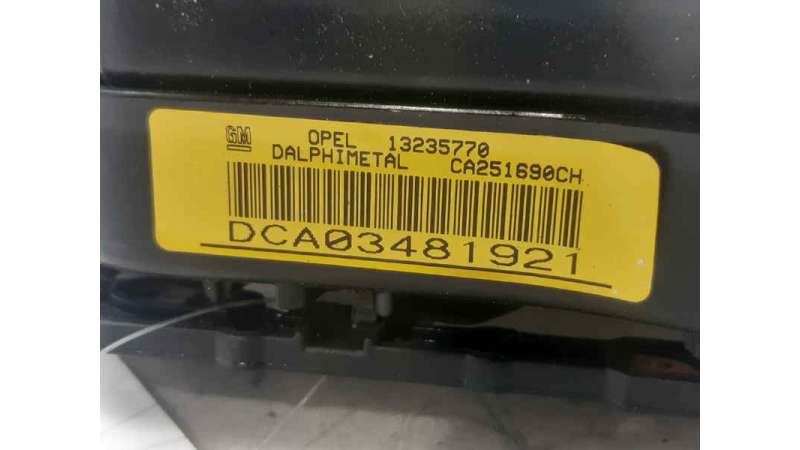 GM OPEL 13235770
DALPHIMETAL CA251690CH
DCA03481921